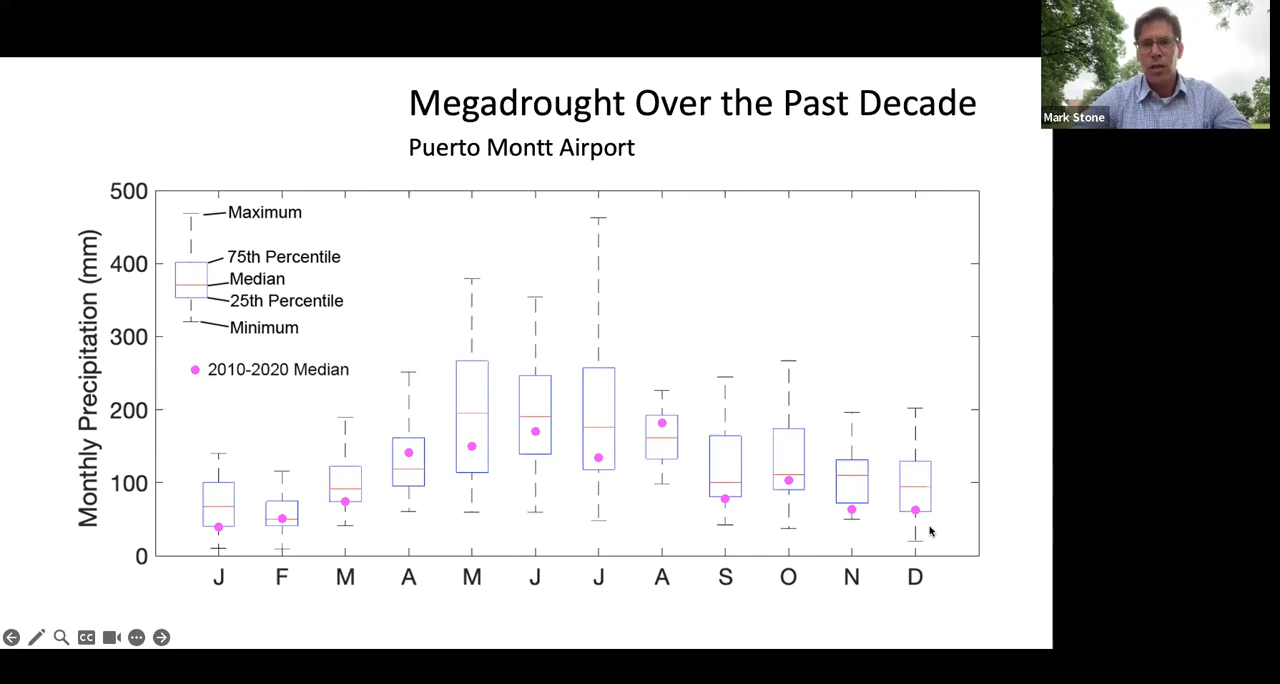 Megadrought Over the Past Decade
Puerto Montt Airport
Mark Stone
Monthly Precipitation (mm)
500
400
300
200
100
0
Maximum
75th Percentile
Median
25th Percentile
Minimum
2010-2020 Median
J F M A M J J A S O N D
CC